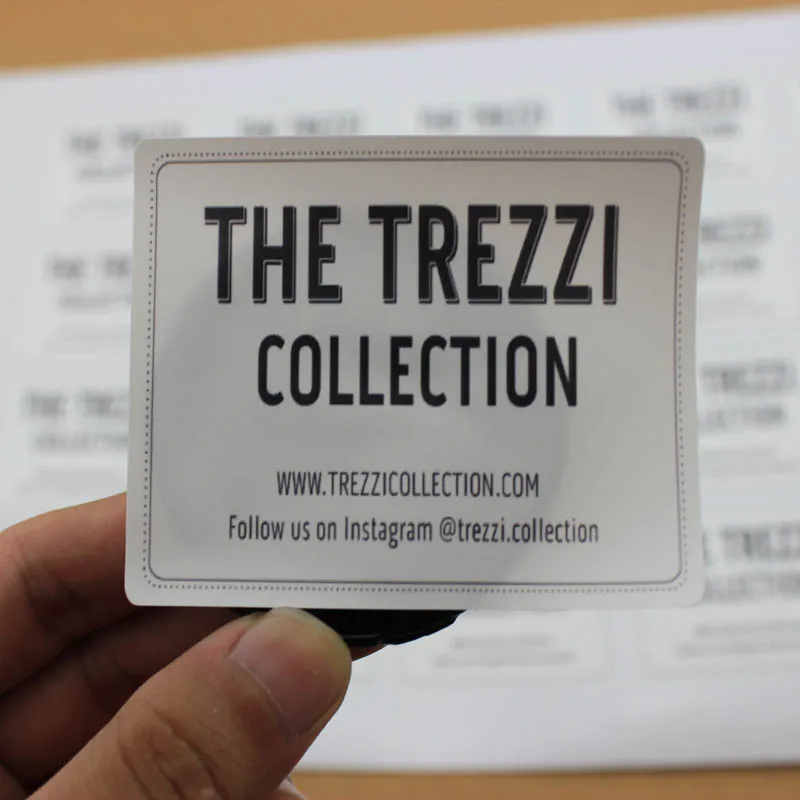 THE TREZZI
COLLECTION
WWW.TREZZICOLLECTION.COM
Follow us on Instagram @trezzi.collection